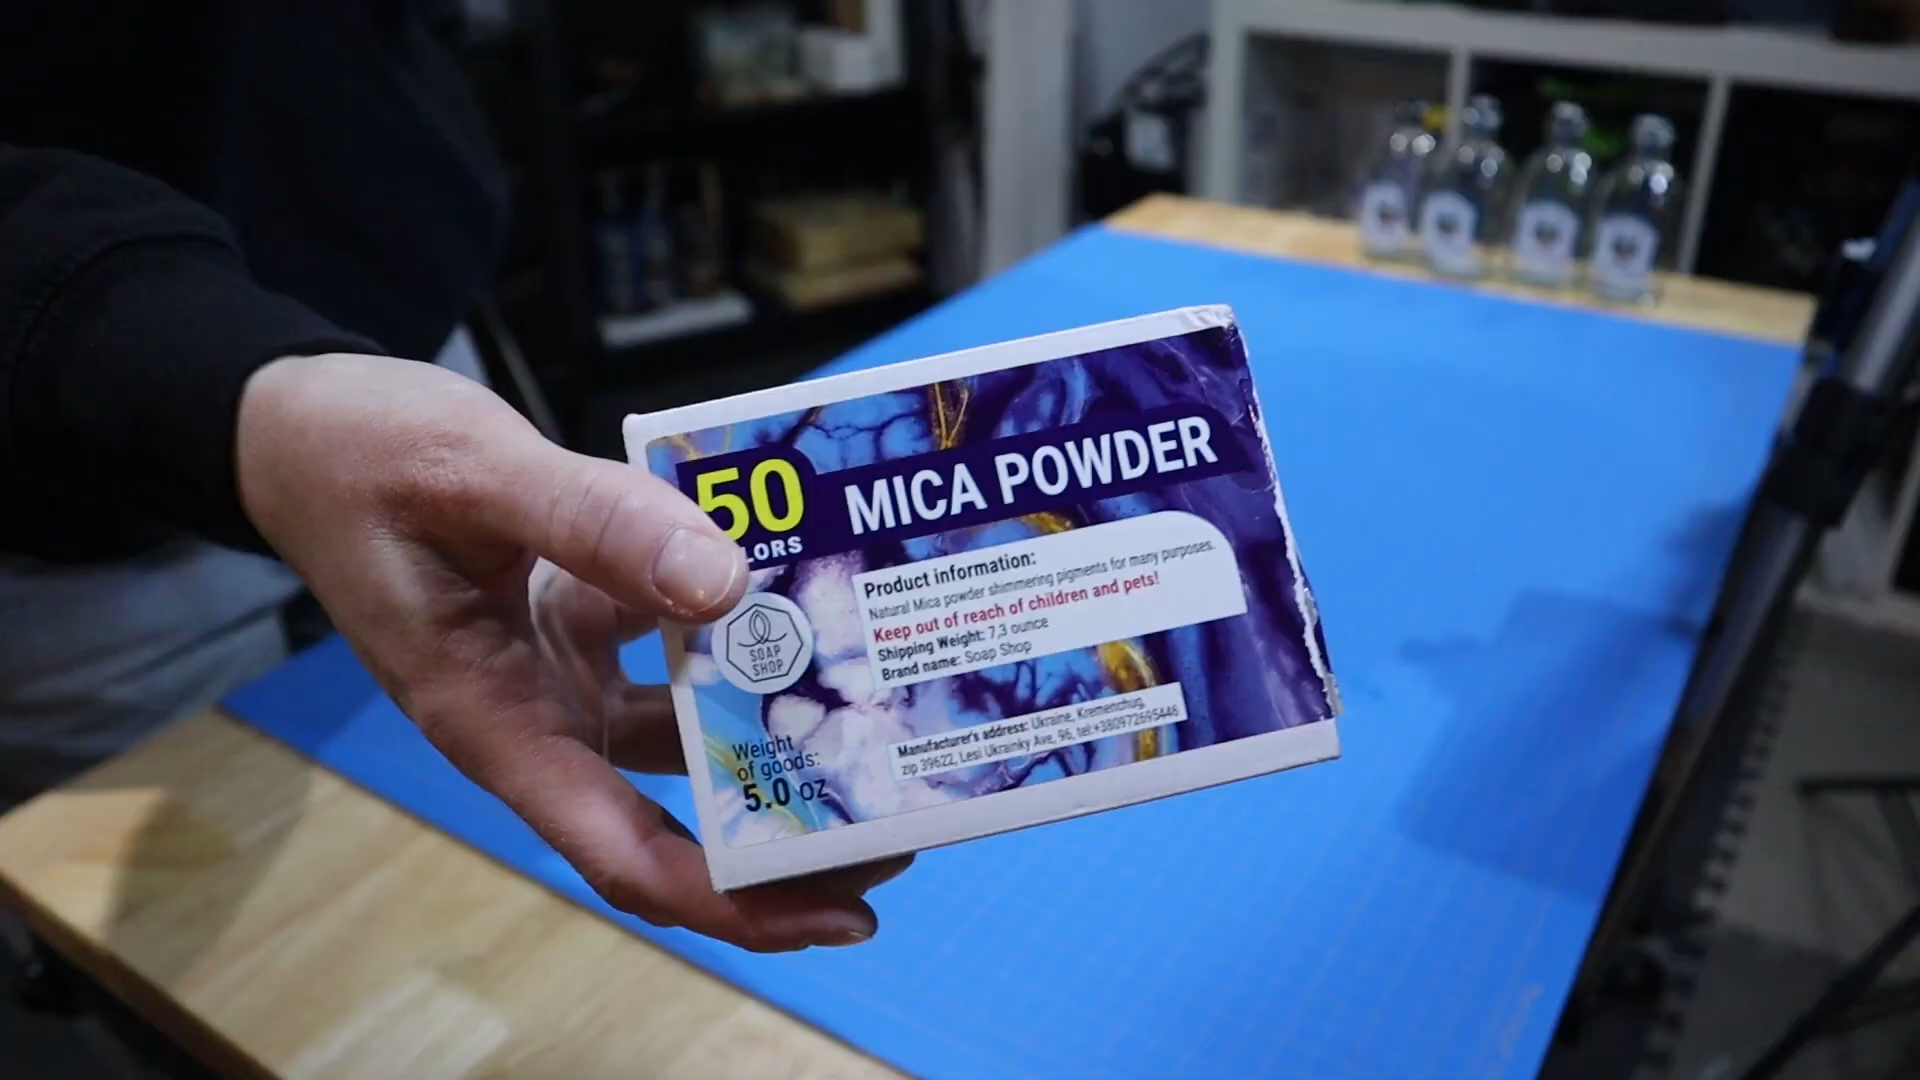 50
LORS
MICA POWDER
Product information:
Natural Mica powder shimmering pigments for many purposes.
Keep out of reach of children and pets!
Shipping Weight: 7,3 ounce
Brand name: Soap Shop
SOAP
SHOP
Weight
of goods:
5.0 oz
Manufacturer's address: Ukraine, Kremenchug,
zip 39622, Lesi Ukrainky Ave, 96, tel:+380972695446